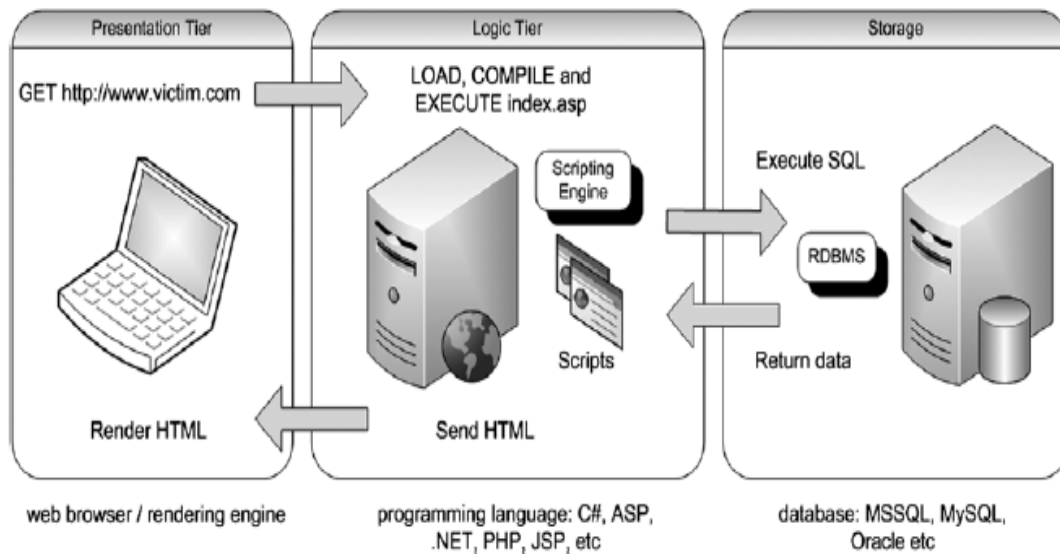 Presentation Tier
GET http://www.victim.com
Render HTML
web browser / rendering engine
Logic Tier
LOAD, COMPILE and
EXECUTE index.asp
Scripting
Engine
Scripts
Send HTML
programming language: C#, ASP,
.NET, PHP, JSP, etc
Storage
Execute SQL
RDBMS
Return data
database: MSSQL, MySQL,
Oracle etc